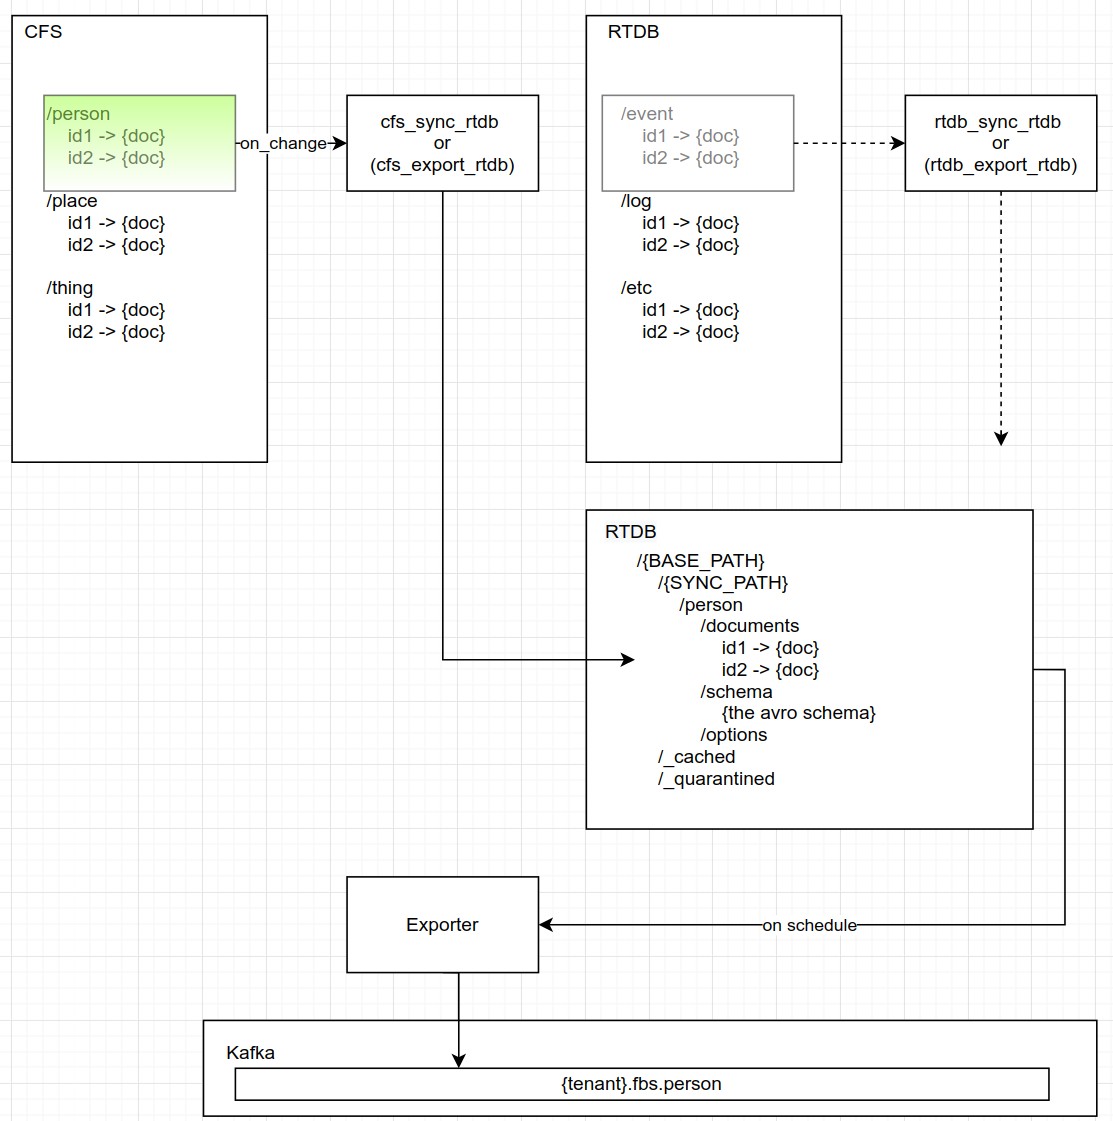 CFS
/person
id1 -> {doc}
id2 -> {doc}
/place
id1 -> {doc}
id2 -> {doc}
/thing
id1 -> {doc}
id2 -> {doc}
on_change
cfs_sync_rtdb
or
(cfs_export_rtdb)
RTDB
/event
id1 -> {doc}
id2 -> {doc}
/log
id1 -> {doc}
id2 -> {doc}
/etc
id1 -> {doc}
id2 -> {doc}
rtdb_sync_rtdb
or
(rtdb_export_rtdb)
RTDB
/{BASE_PATH}
/{SYNC_PATH}
/person
/documents
id1 -> {doc}
id2 -> {doc}
/schema
{the avro schema}
/options
/_cached
/_quarantined
Exporter
on schedule
Kafka
{tenant}.fbs.person